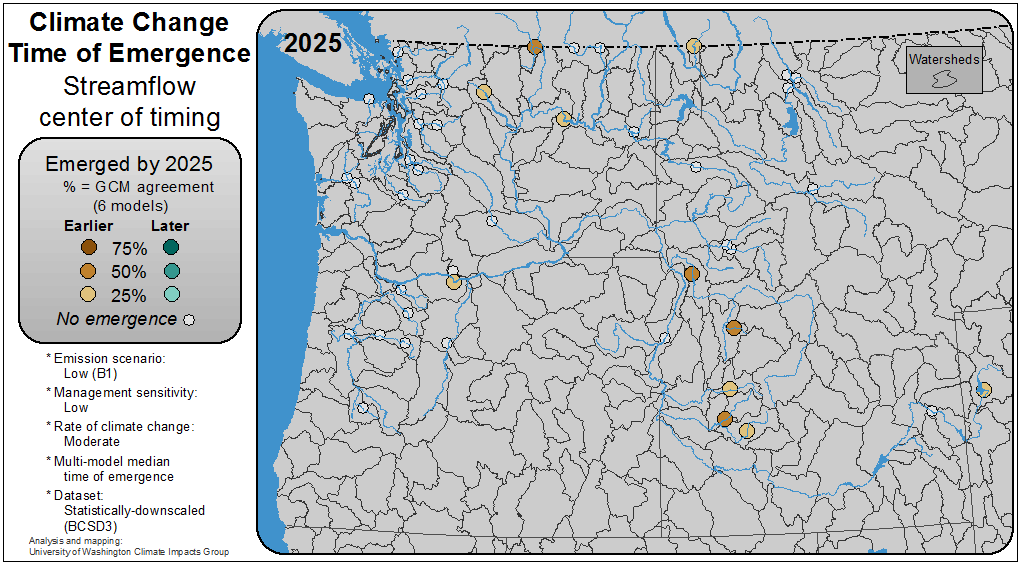 Climate Change
Time of Emergence
Streamflow
center of timing
Emerged by 2025
% = GCM agreement
(6 models)
Earlier Later
75%
50%
25%
No emergence
* Emission scenario:
Low (B1)
* Management sensitivity:
Low
* Rate of climate change:
Moderate
* Multi-model median
time of emergence
* Dataset:
Statistically-downscaled
(BCSD3)
Analysis and mapping:
University of Washington Climate Impacts Group
2025
Watersheds